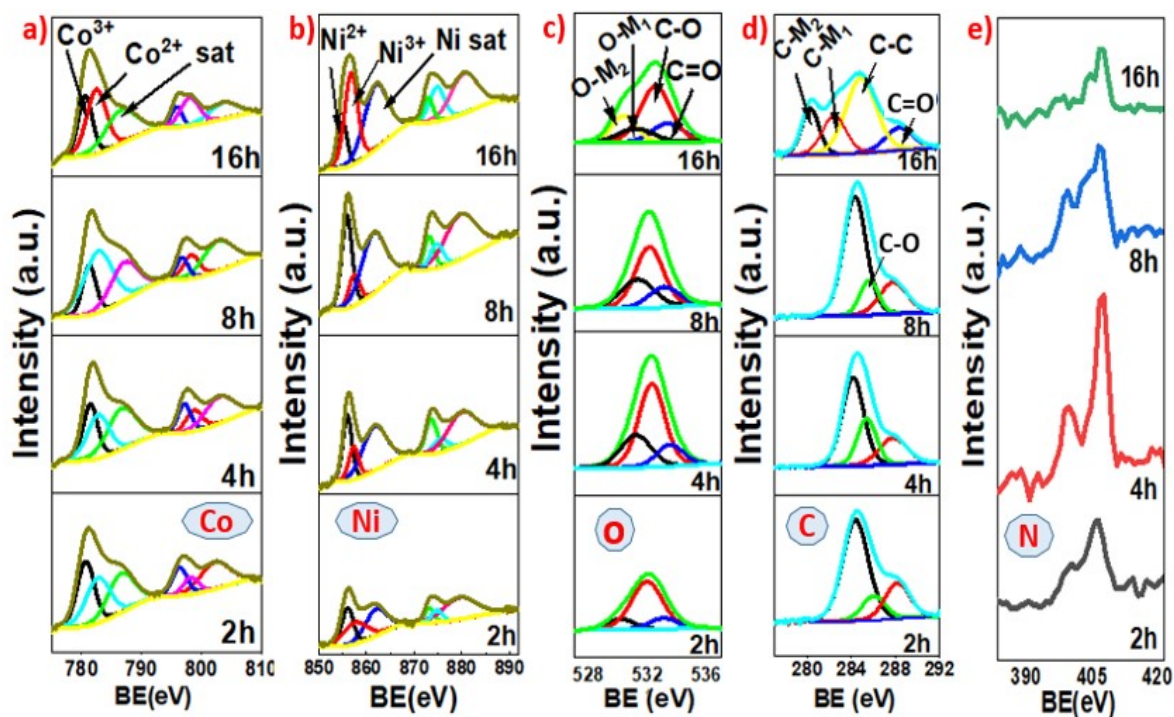 a)
Co3+
Co2+ sat
16h
8h
4h
Co
2h
780 790 800 810
BE(eV)
Intensity (a.u.)
b)
Ni2+
Ni3+ Ni sat
16h
8h
4h
Ni
2h
850 860 870 880 890
BE(eV)
Intensity (a.u.)
c)
O-M1 C-O
O-M2 C=O
16h
8h
4h
O
2h
528 532 536
BE (eV)
Intensity (a.u.)
d)
C-M2
C-M1
C-C
C=O
16h
C-O
8h
4h
C
2h
280 284 288 292
BE (eV)
Intensity (a.u.)
e)
16h
8h
4h
N
2h
390 405 420
BE(eV)
Intensity (a.u.)